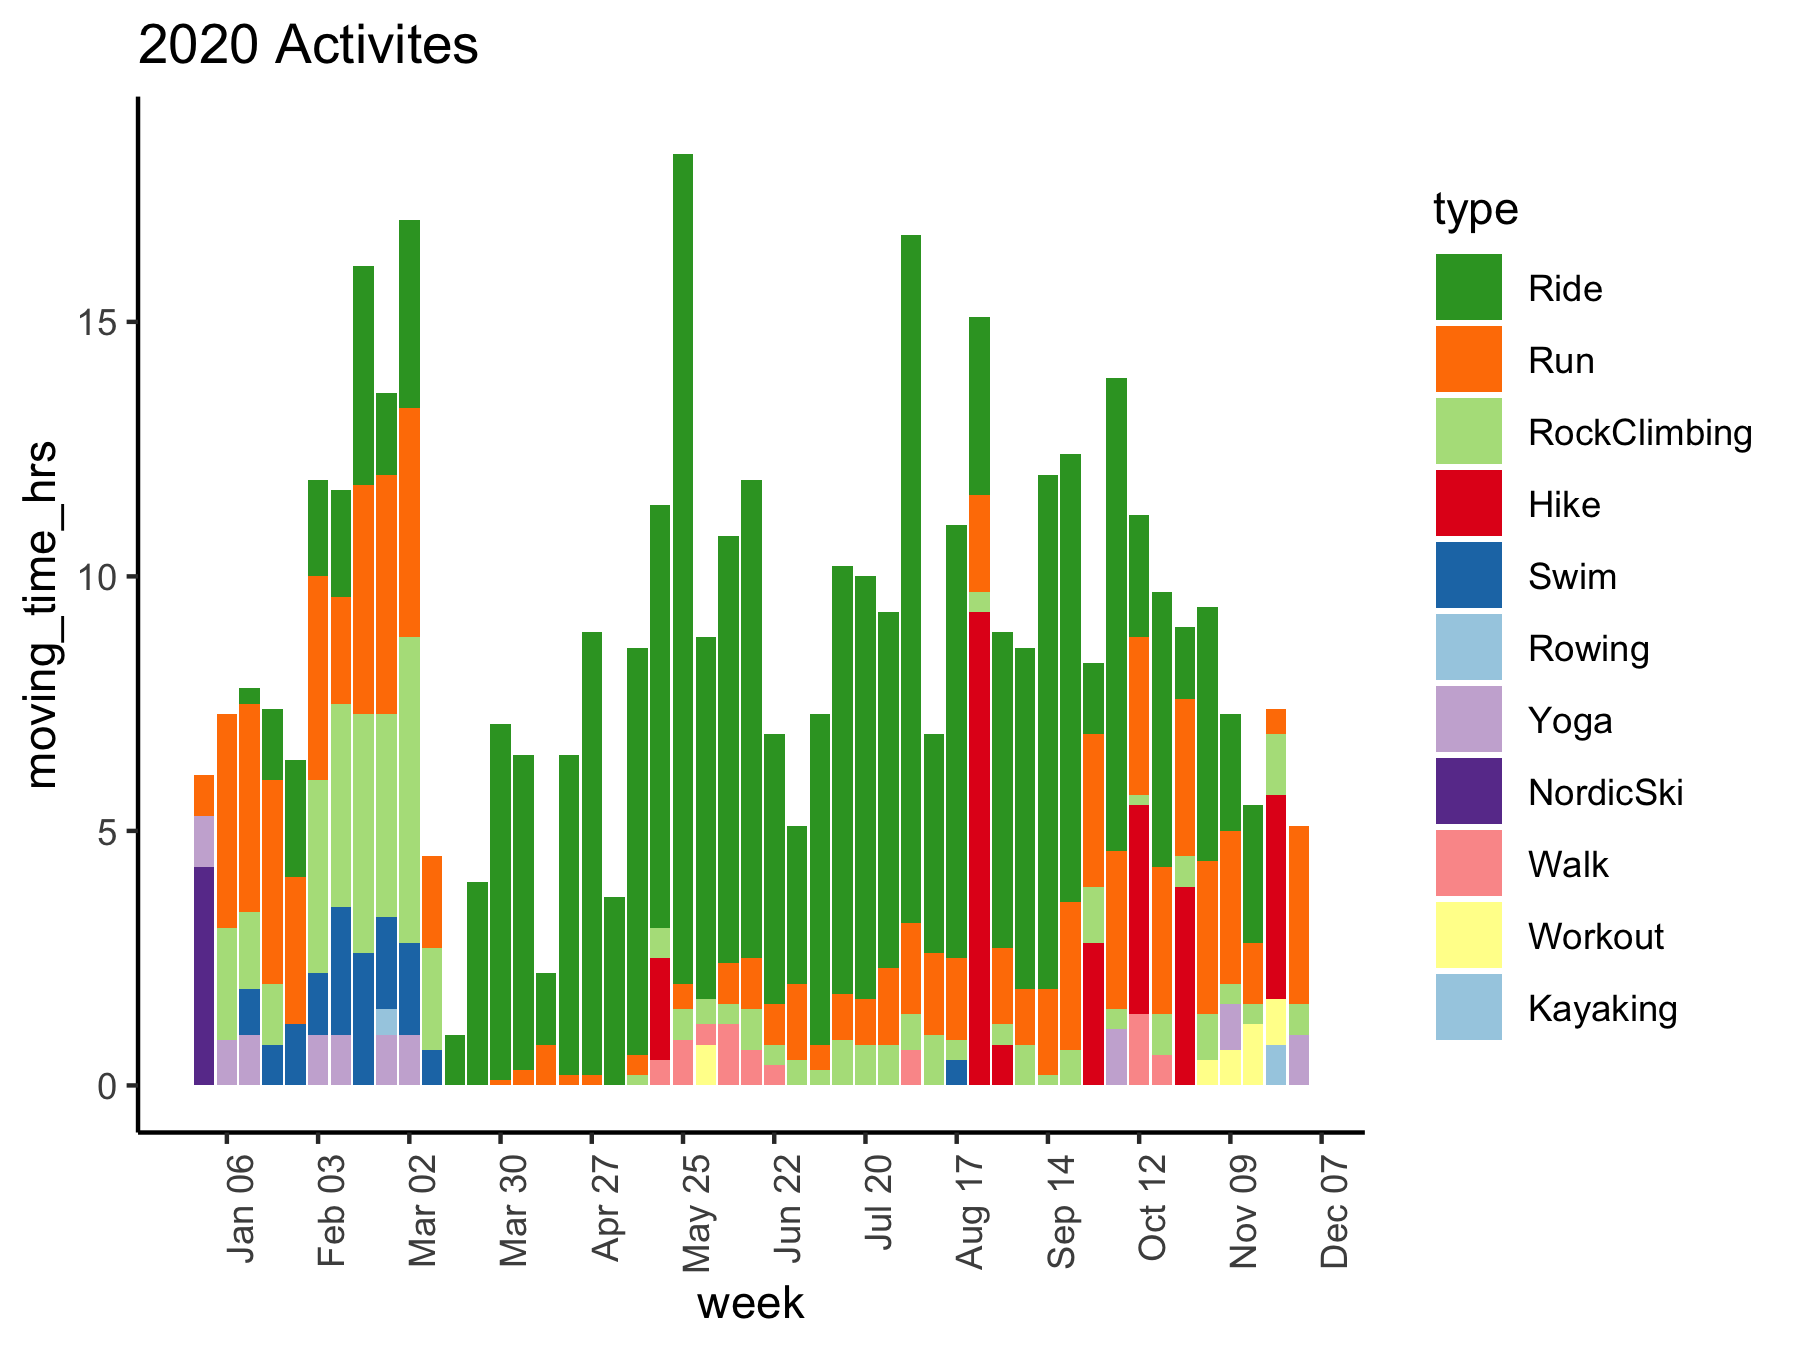 2020 Activites
moving_time_hrs
15
10
5
0
Jan 06
Feb 03
Mar 02
Mar 30
Apr 27
May 25
Jun 22
Jul 20
Aug 17
Sep 14
Oct 12
Nov 09
Dec 07
week
type
Ride
Run
RockClimbing
Hike
Swim
Rowing
Yoga
NordicSki
Walk
Workout
Kayaking